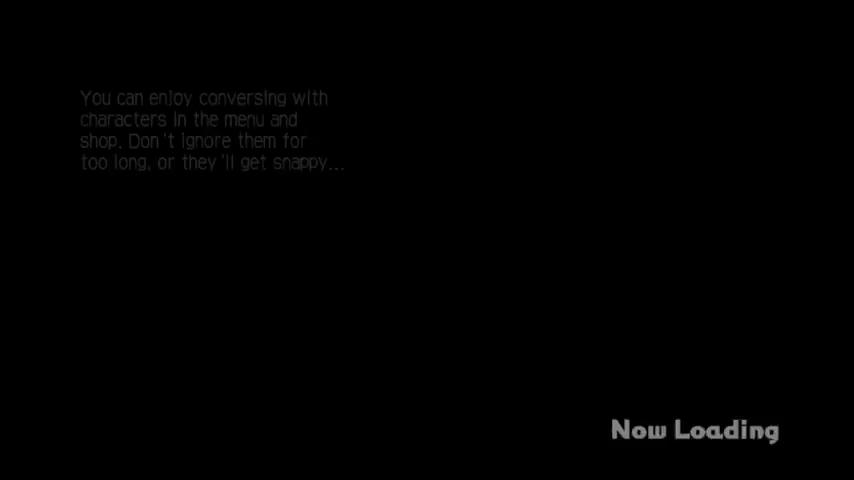 You can enjoy conversing with
characters in the menu and
shop. Don't ignore them for
too long, or they'll get snappy...
Now Loading